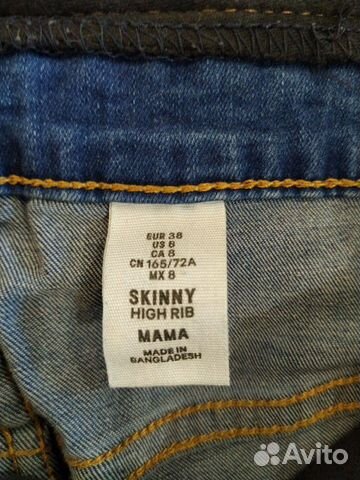 EUR 38
US 8
CA 8
CN 165/72A
MX 8
SKINNY
HIGH RIB
MAMA
MADE IN
BANGLADESH
Avito